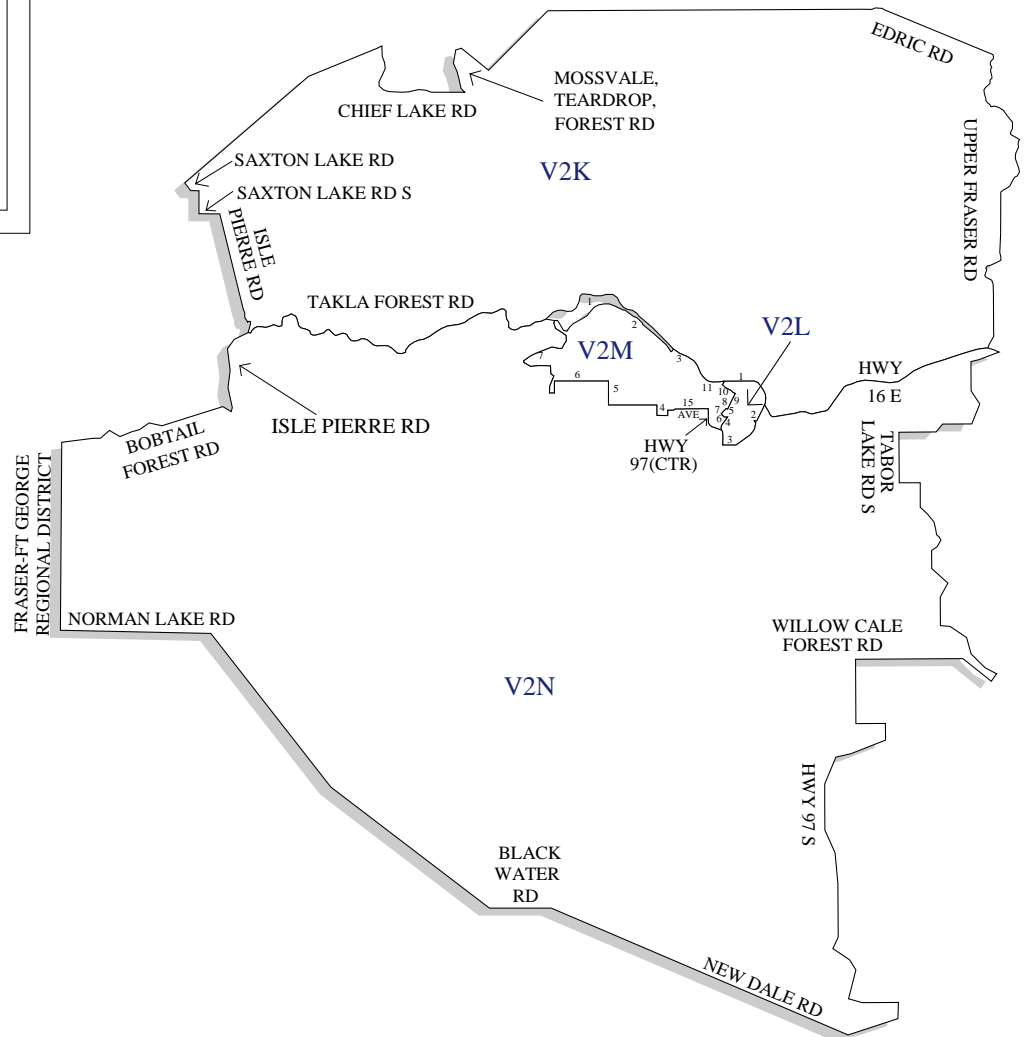 EDRIC RD
MOSSVALE,
TEARDROP,
FOREST RD
CHIEF LAKE RD
UPPER FRASER RD
SAXTON LAKE RD
V2K
SAXTON LAKE RD S
ISLE
PIERRE RD
TAKLA FOREST RD
1
2
V2L
V2M
3
7
6
5
HWY
16 E
1
11
10
9
8
15
AVE
4
7
5
6
4
2
3
HWY
97(CTR)
ISLE PIERRE RD
BOBTAIL
FOREST RD
TABOR
LAKE RD S
FRASER-FT GEORGE
REGIONAL DISTRICT
NORMAN LAKE RD
WILLOW CALE
FOREST RD
V2N
HWY 97 S
BLACK
WATER
RD
NEW DALE RD